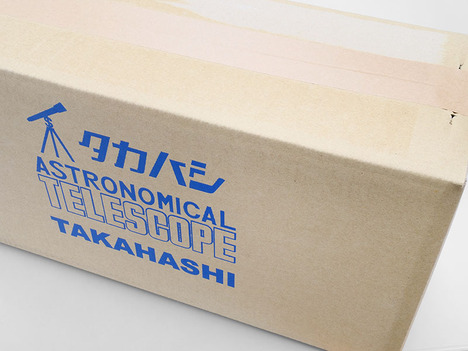 タカハシ
ASTRONOMICAL
TELESCOPE
TAKAHASHI